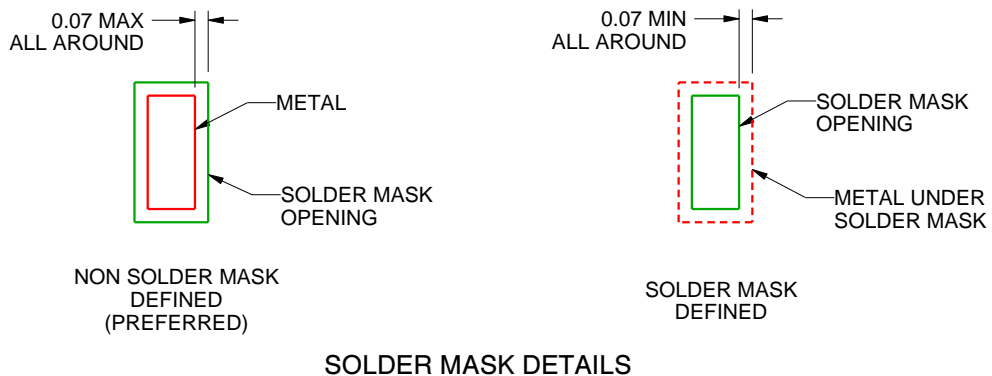 0.07 MAX
ALL AROUND
METAL
SOLDER MASK
OPENING
NON SOLDER MASK
DEFINED
(PREFERRED)
0.07 MIN
ALL AROUND
SOLDER MASK
OPENING
METAL UNDER
SOLDER MASK
SOLDER MASK
DEFINED
SOLDER MASK DETAILS